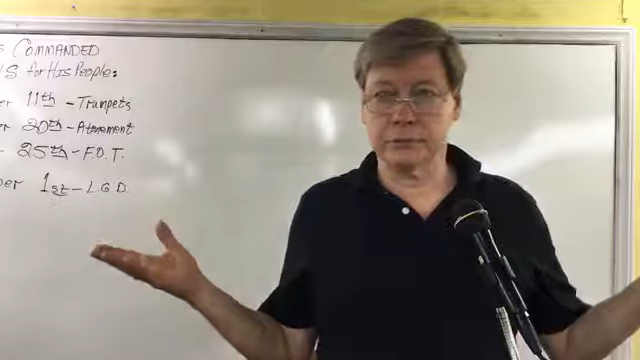 COMMANDED
for His People:
11th - Trumpets
20th - Atonement
25th - F.O.T.
1st - L.G.D.